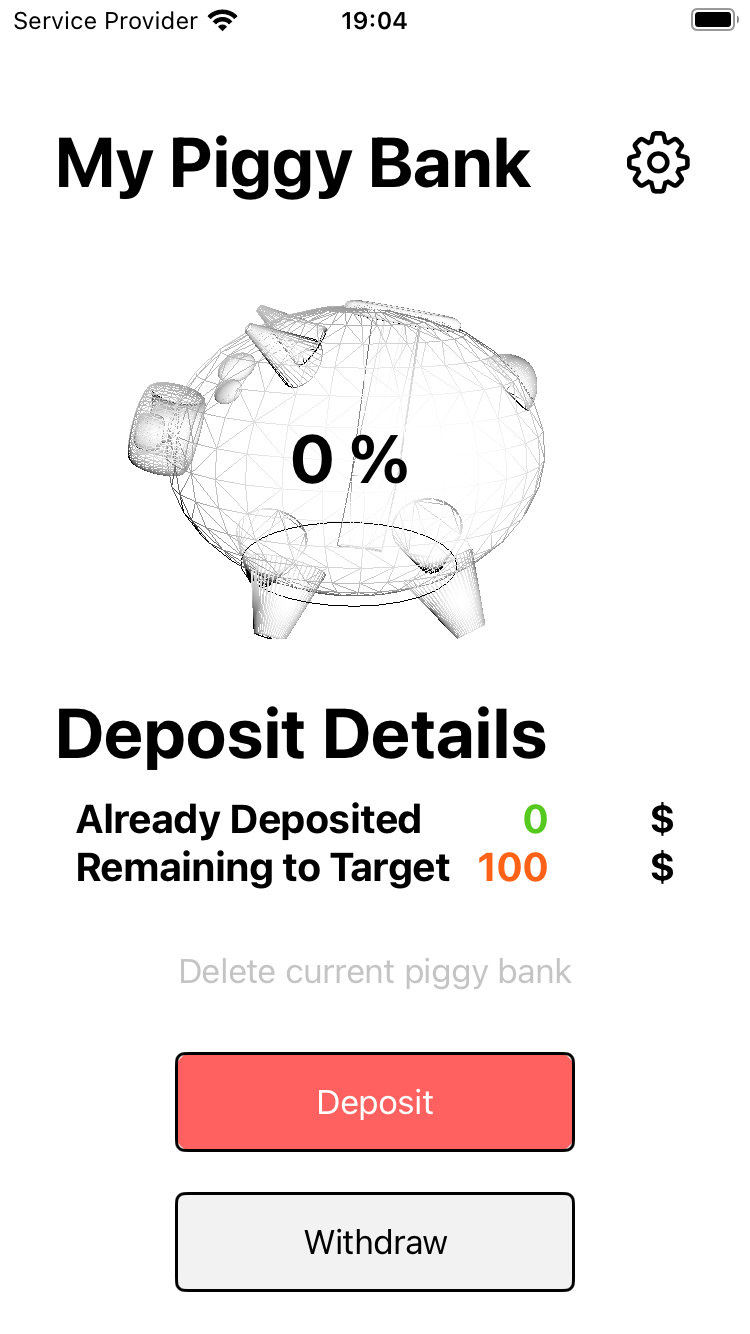 Service Provider 19:04
My Piggy Bank
0 %
Deposit Details
Already Deposited 0 $
Remaining to Target 100 $
Delete current piggy bank
Deposit
Withdraw